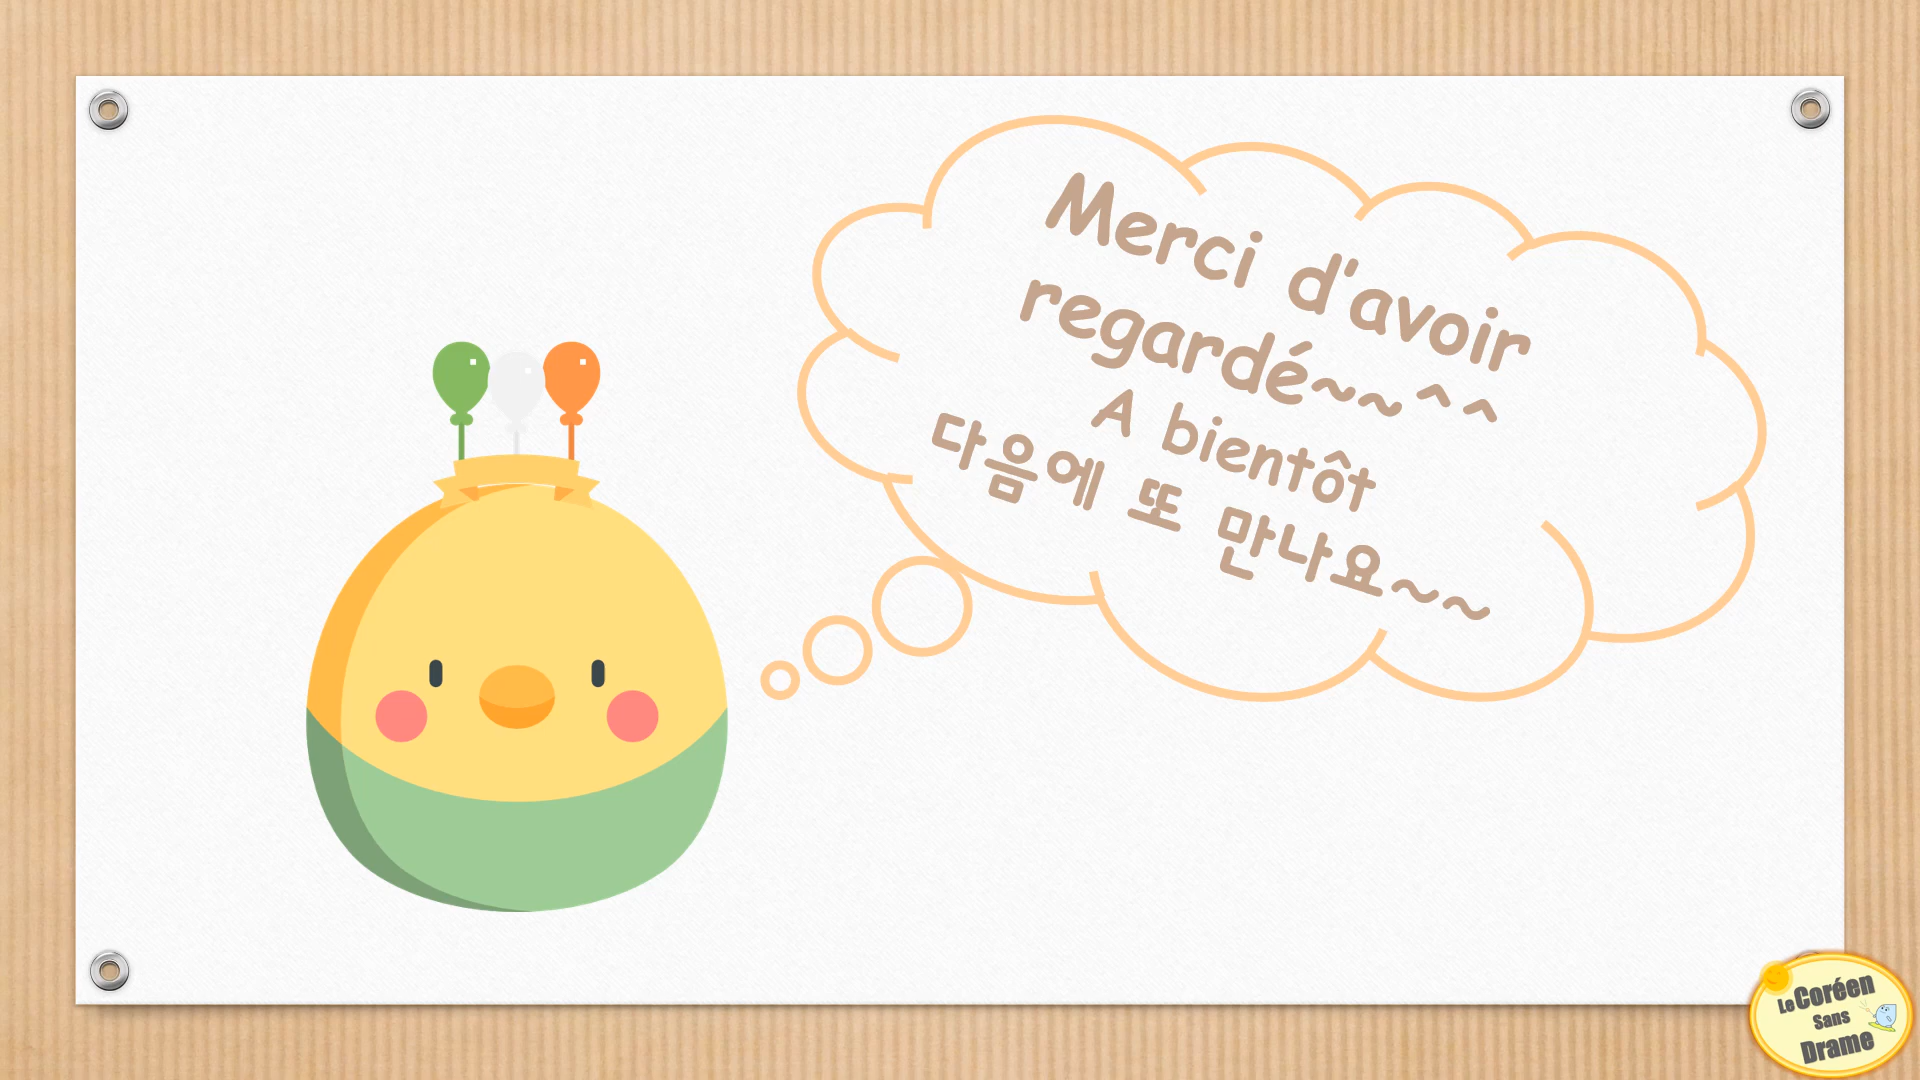 Merci d'avoir
regardé~~^^
A bientôt
다음에 또 만나요~~
Le Coréen
Sans
Drame